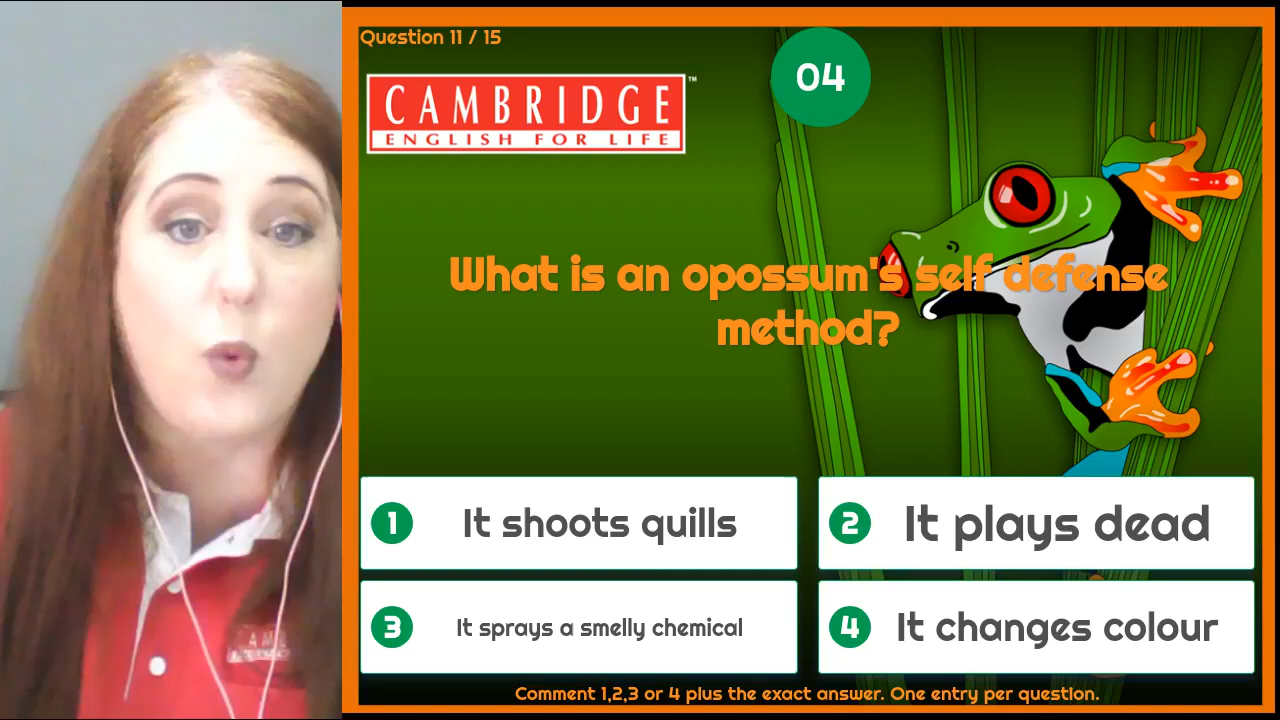 Question 11 / 15
04
CAMBRIDGE™
ENGLISH FOR LIFE
What is an opossum's self defense
method?
1 It shoots quills
2 It plays dead
3 It sprays a smelly chemical
4 It changes colour
Comment 1,2,3 or 4 plus the exact answer. One entry per question.